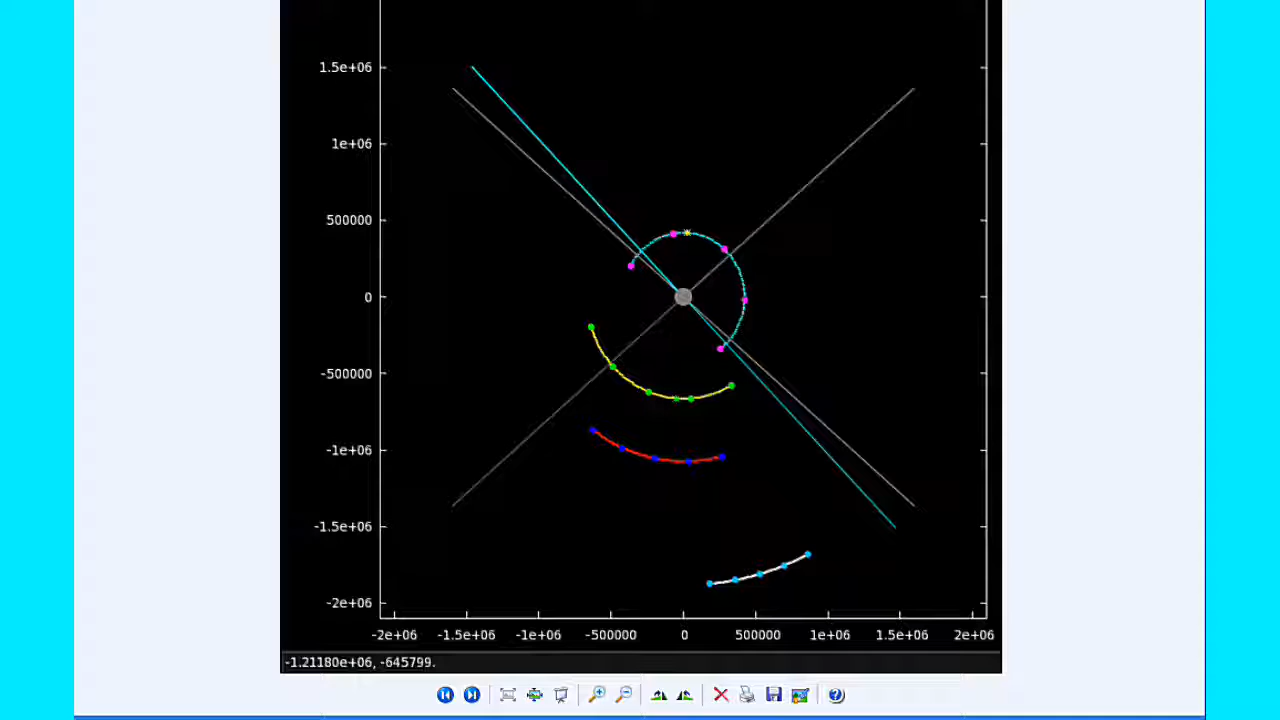 1.5e+06
1e+06
500000
0
-500000
-1e+06
-1.5e+06
-2e+06
-2e+06 -1.5e+06 -1e+06 -500000 0 500000 1e+06 1.5e+06 2e+06
-1.21180e+06, -645799.